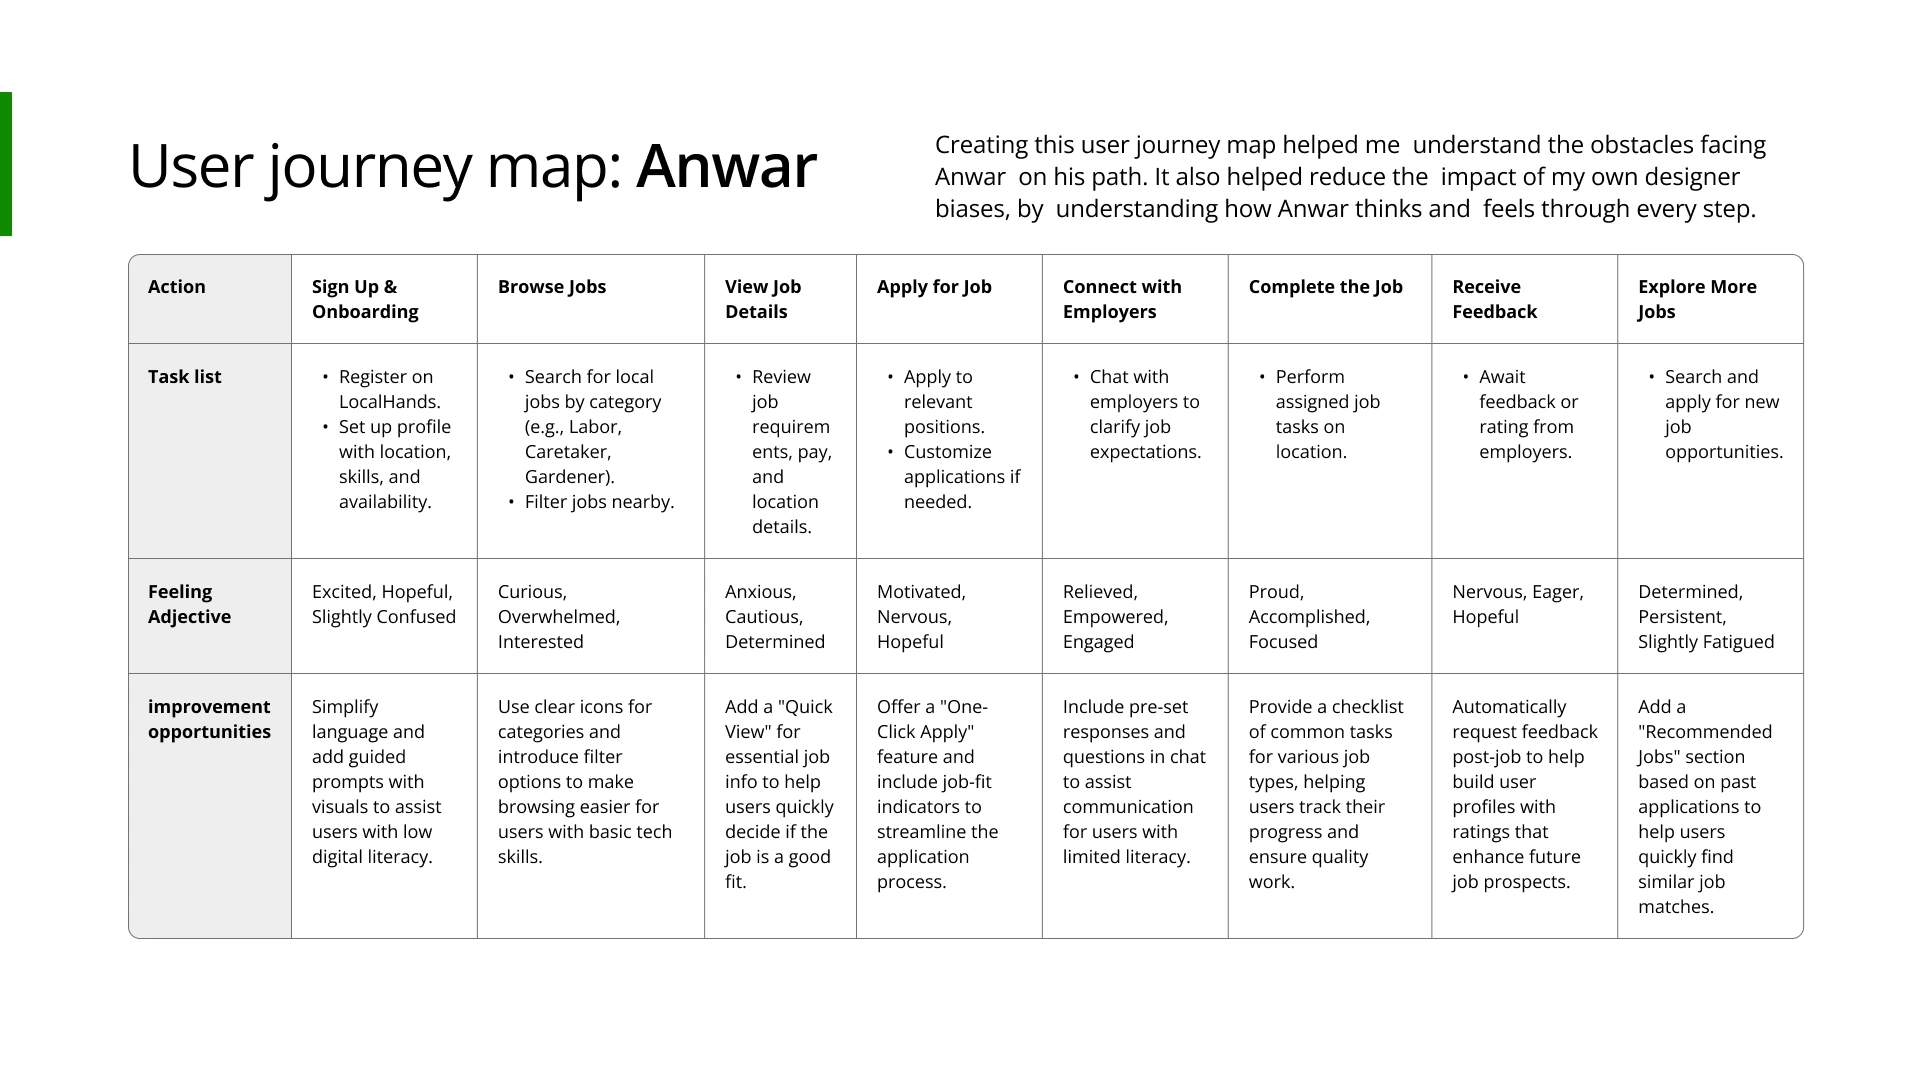 User journey map: Anwar
Creating this user journey map helped me  understand the obstacles facing
Anwar  on his path. It also helped reduce the  impact of my own designer
biases, by  understanding how Anwar thinks and  feels through every step.
Action
Sign Up &
Onboarding
Browse Jobs
View Job
Details
Apply for Job
Connect with
Employers
Complete the Job
Receive
Feedback
Explore More
Jobs
Task list
• Register on
LocalHands.
• Set up profile
with location,
skills, and
availability.
• Search for local
jobs by category
(e.g., Labor,
Caretaker,
Gardener).
• Filter jobs nearby.
• Review
job
requirem
ents, pay,
and
location
details.
• Apply to
relevant
positions.
• Customize
applications if
needed.
• Chat with
employers to
clarify job
expectations.
• Perform
assigned job
tasks on
location.
• Await
feedback or
rating from
employers.
• Search and
apply for new
job
opportunities.
Feeling
Adjective
Excited, Hopeful,
Slightly Confused
Curious,
Overwhelmed,
Interested
Anxious,
Cautious,
Determined
Motivated,
Nervous,
Hopeful
Relieved,
Empowered,
Engaged
Proud,
Accomplished,
Focused
Nervous, Eager,
Hopeful
Determined,
Persistent,
Slightly Fatigued
improvement
opportunities
Simplify
language and
add guided
prompts with
visuals to assist
users with low
digital literacy.
Use clear icons for
categories and
introduce filter
options to make
browsing easier for
users with basic tech
skills.
Add a "Quick
View" for
essential job
info to help
users quickly
decide if the
job is a good
fit.
Offer a "One-
Click Apply"
feature and
include job-fit
indicators to
streamline the
application
process.
Include pre-set
responses and
questions in chat
to assist
communication
for users with
limited literacy.
Provide a checklist
of common tasks
for various job
types, helping
users track their
progress and
ensure quality
work.
Automatically
request feedback
post-job to help
build user
profiles with
ratings that
enhance future
job prospects.
Add a
"Recommended
Jobs" section
based on past
applications to
help users
quickly find
similar job
matches.